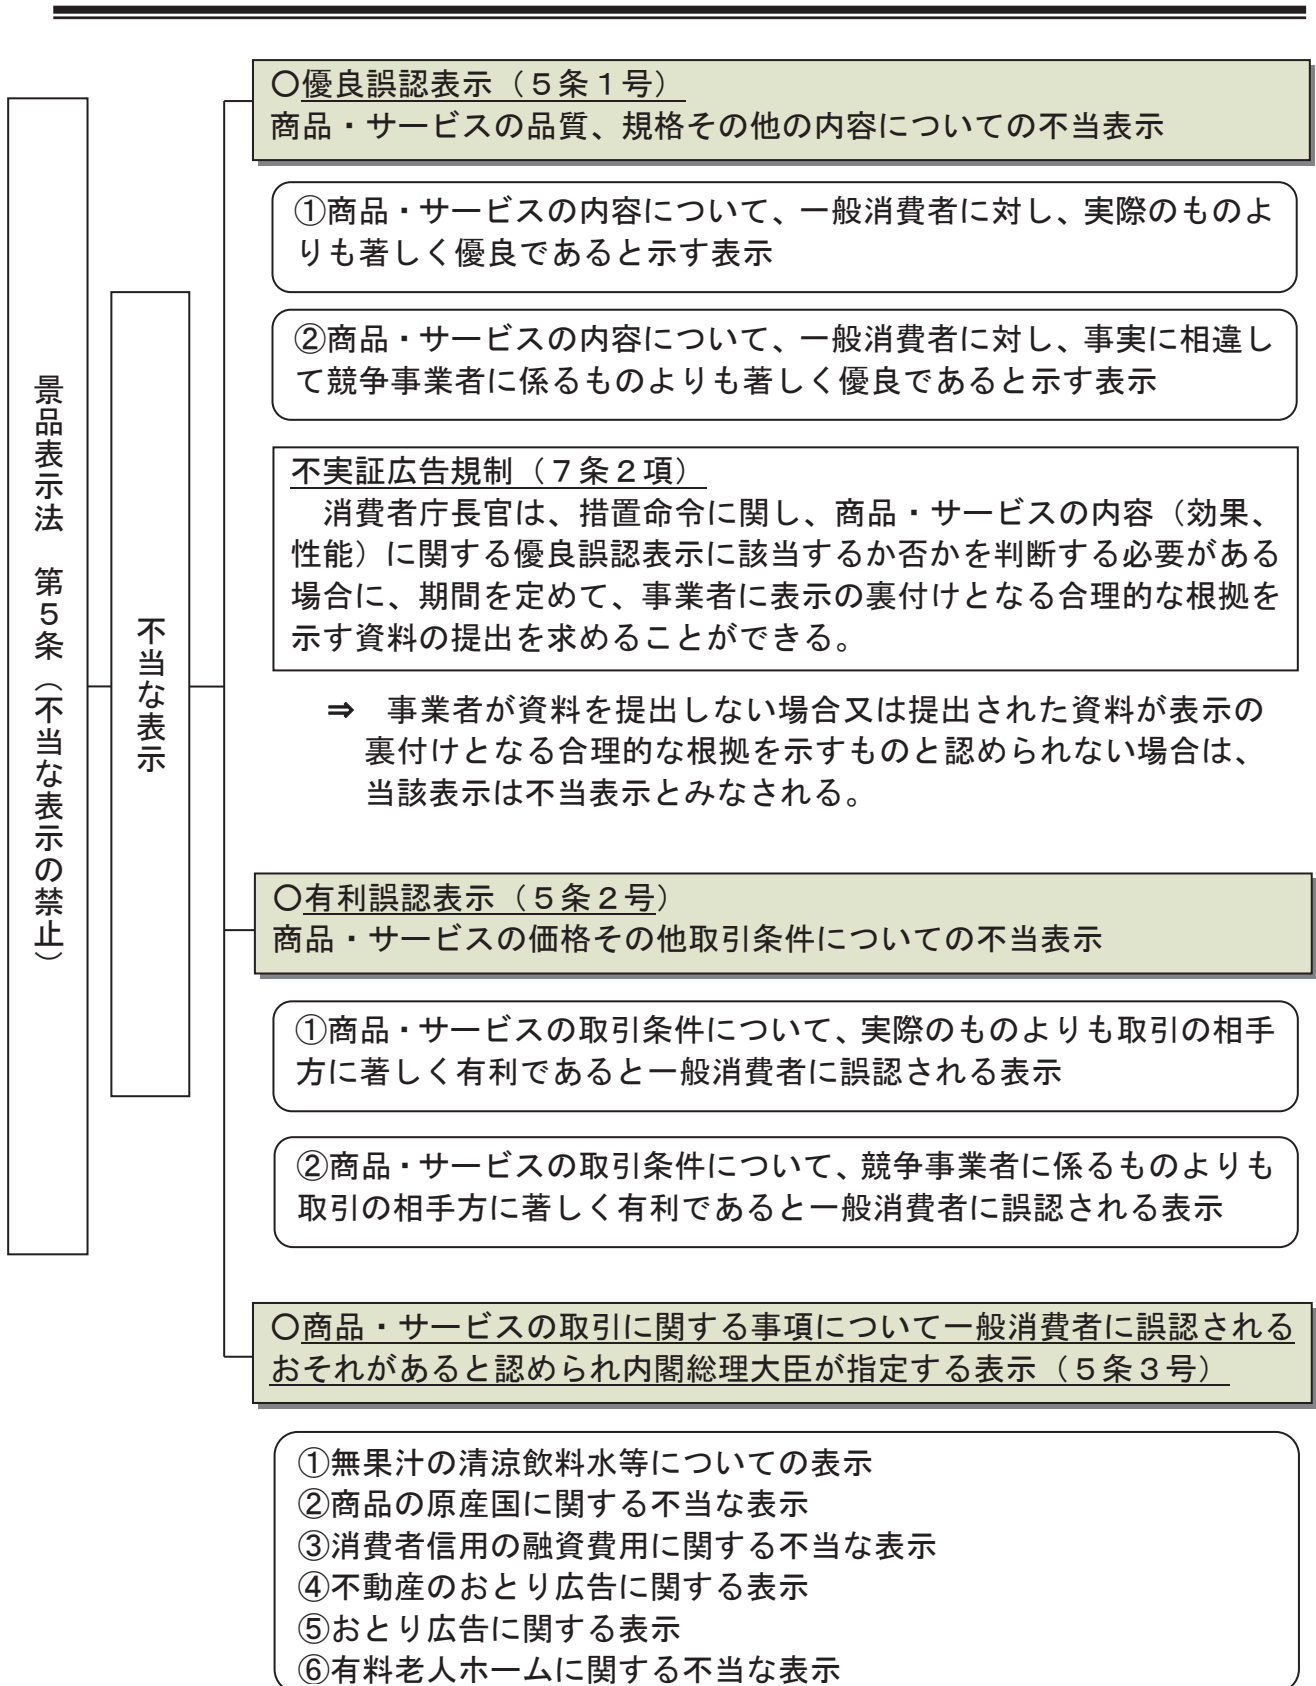 景品表示法　第５条（不当な表示の禁止）
不当な表示
○優良誤認表示（５条１号）
商品・サービスの品質、規格その他の内容についての不当表示
①商品・サービスの内容について、一般消費者に対し、実際のものよ
りも著しく優良であると示す表示
②商品・サービスの内容について、一般消費者に対し、事実に相違し
て競争事業者に係るものよりも著しく優良であると示す表示
不実証広告規制（７条２項）
　消費者庁長官は、措置命令に関し、商品・サービスの内容（効果、
性能）に関する優良誤認表示に該当するか否かを判断する必要がある
場合に、期間を定めて、事業者に表示の裏付けとなる合理的な根拠を
示す資料の提出を求めることができる。
⇒　事業者が資料を提出しない場合又は提出された資料が表示の
裏付けとなる合理的な根拠を示すものと認められない場合は、
当該表示は不当表示とみなされる。
○有利誤認表示（５条２号）
商品・サービスの価格その他取引条件についての不当表示
①商品・サービスの取引条件について、実際のものよりも取引の相手
方に著しく有利であると一般消費者に誤認される表示
②商品・サービスの取引条件について、競争事業者に係るものよりも
取引の相手方に著しく有利であると一般消費者に誤認される表示
○商品・サービスの取引に関する事項について一般消費者に誤認される
おそれがあると認められ内閣総理大臣が指定する表示（５条３号）
①無果汁の清涼飲料水等についての表示
②商品の原産国に関する不当な表示
③消費者信用の融資費用に関する不当な表示
④不動産のおとり広告に関する表示
⑤おとり広告に関する表示
⑥有料老人ホームに関する不当な表示